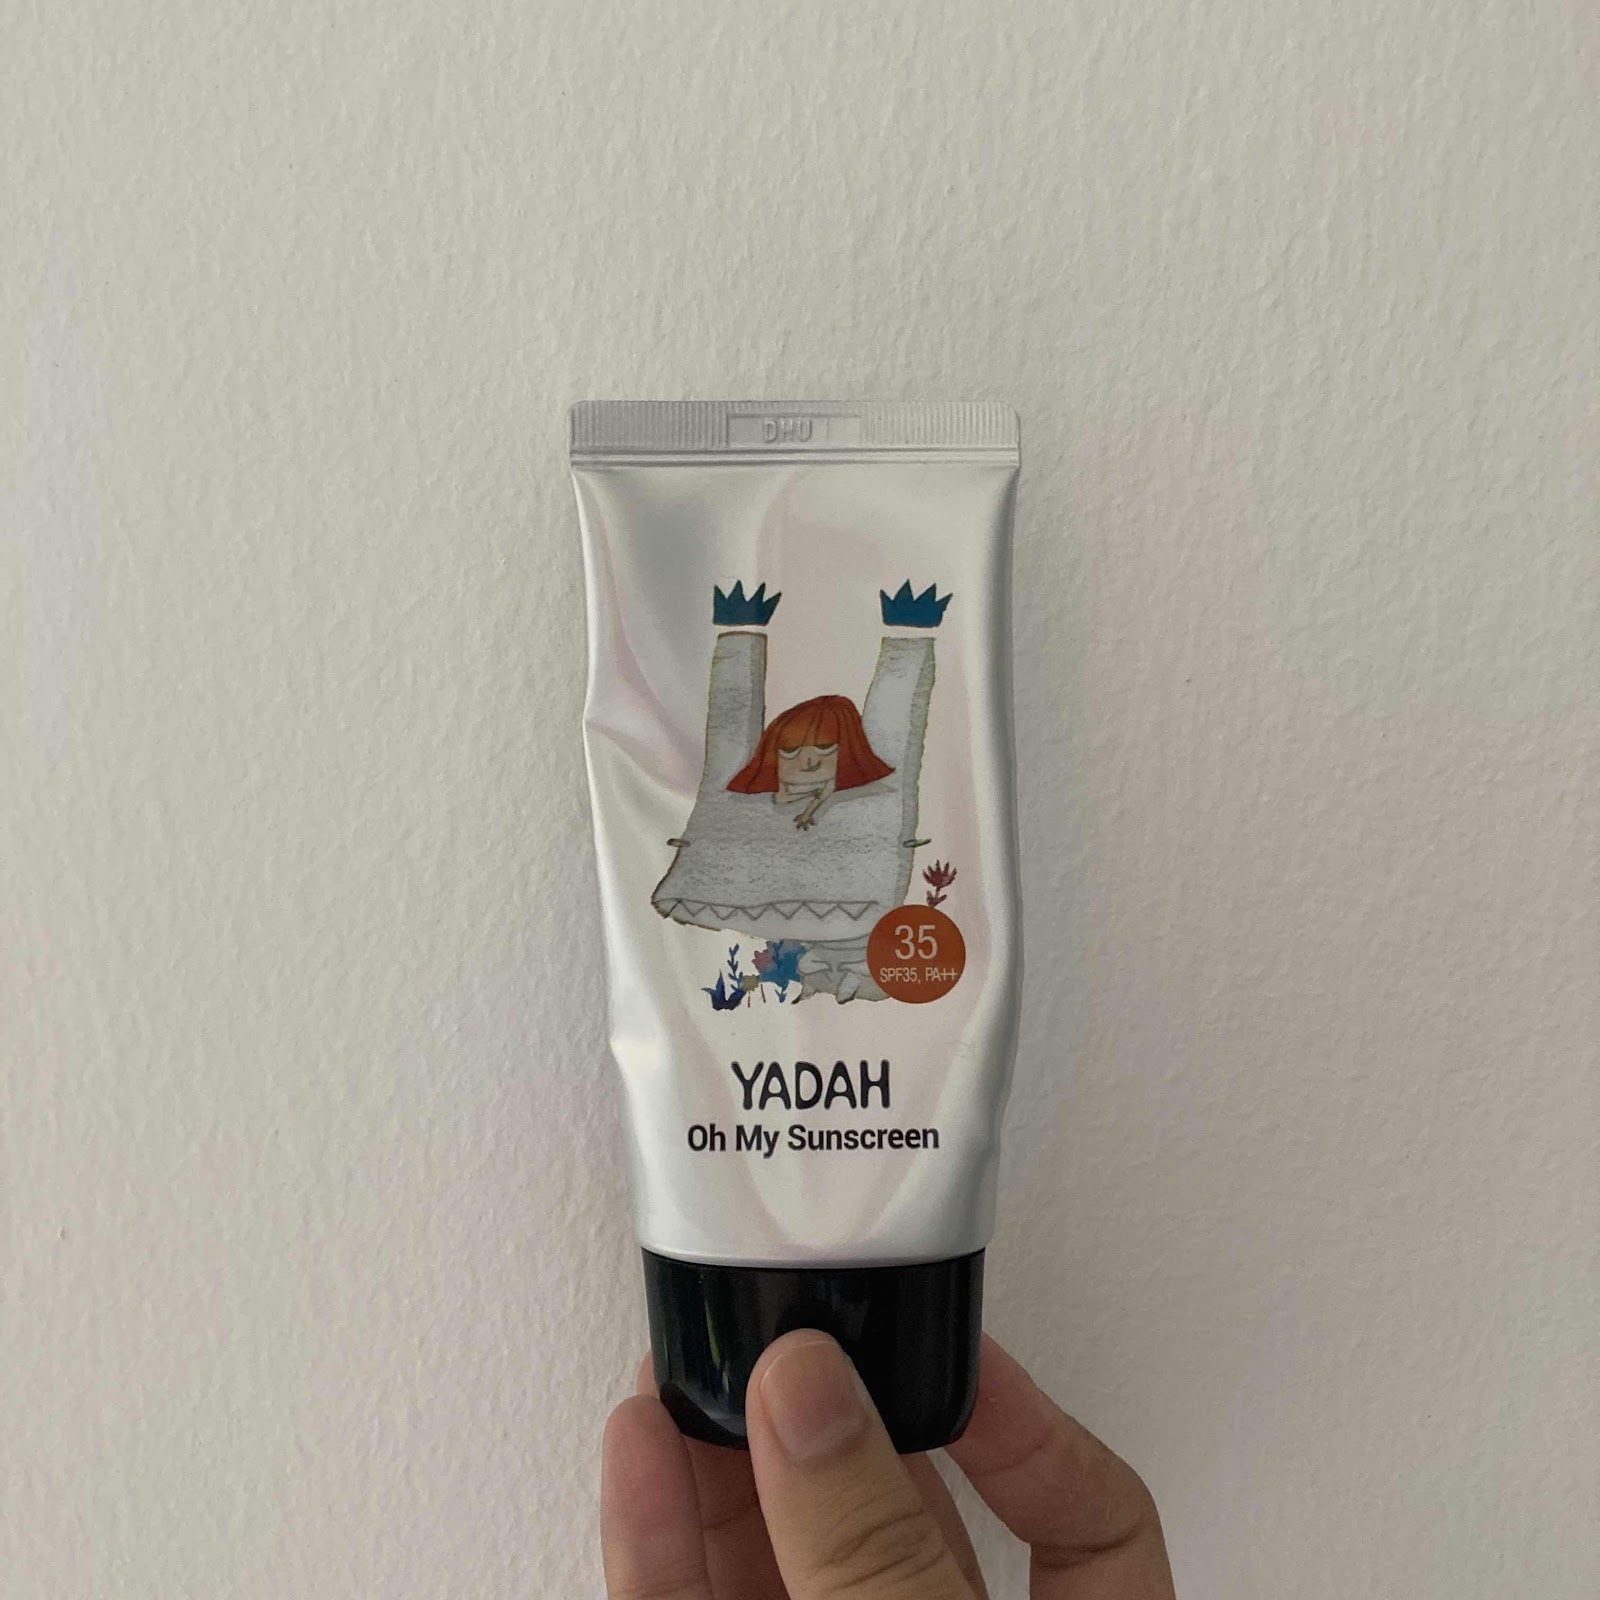 DHU
35
SPF35, PA++
YADAH
Oh My Sunscreen